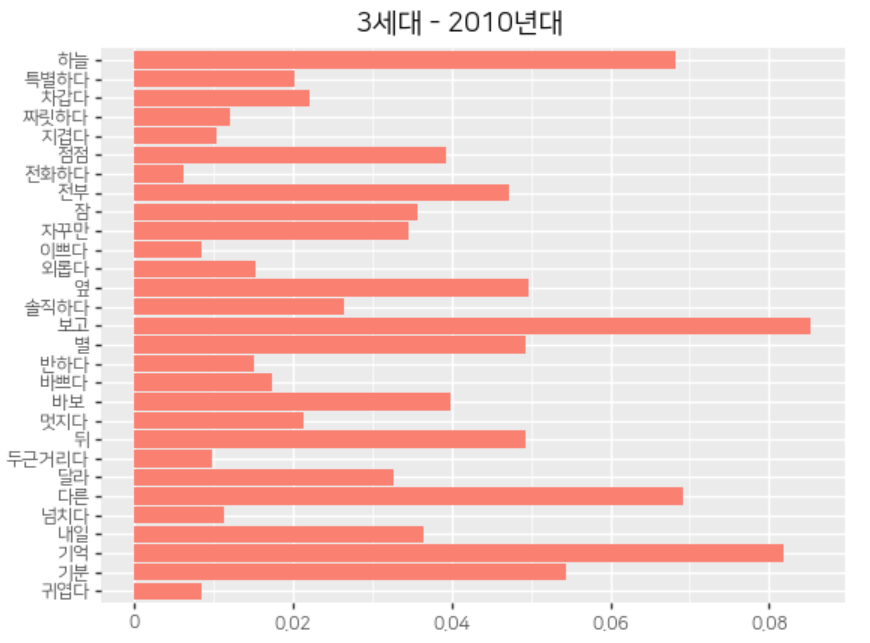 3세대 - 2010년대
하늘
특별하다
차갑다
짜릿하다
지겹다
점점
전화하다
전부
잠
자꾸만
이쁘다
외롭다
옆
솔직하다
보고
별
반하다
바쁘다
바보
멋지다
뒤
두근거리다
달라
다른
넘치다
내일
기억
기분
귀엽다
0 0.02 0.04 0.06 0.08